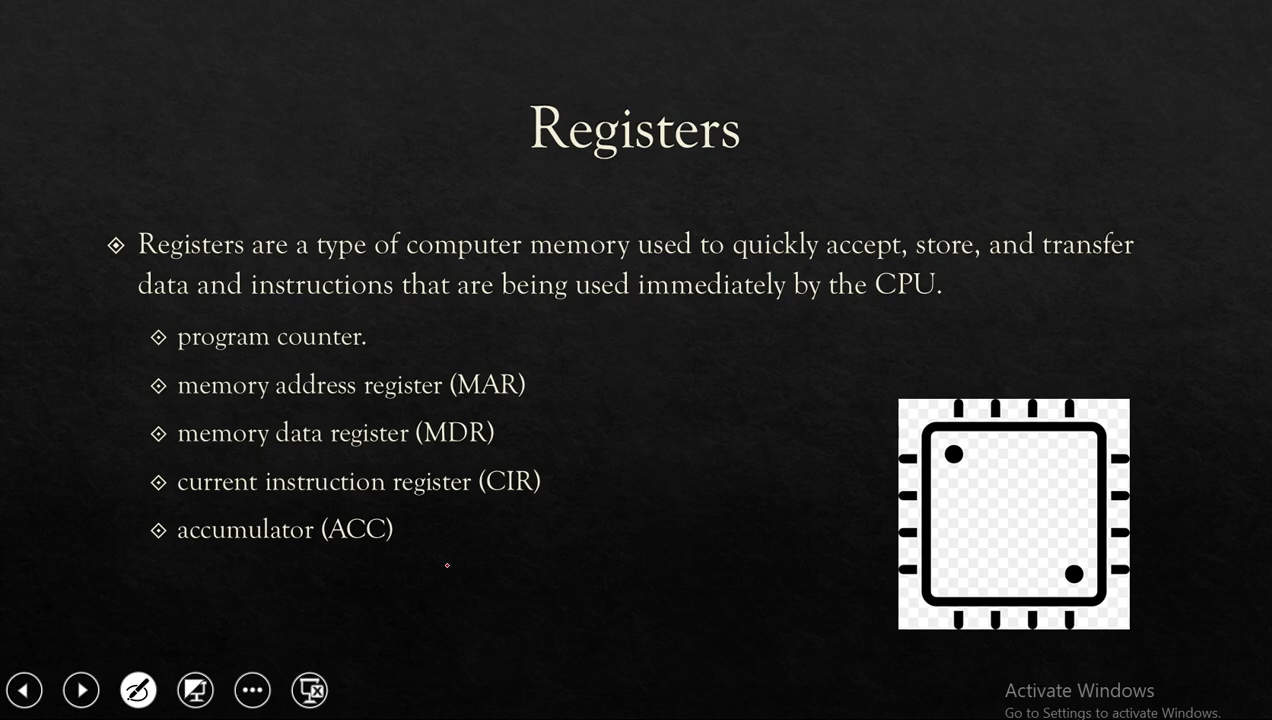 Registers
Registers are a type of computer memory used to quickly accept, store, and transfer
data and instructions that are being used immediately by the CPU.
program counter.
memory address register (MAR)
memory data register (MDR)
current instruction register (CIR)
accumulator (ACC)
Activate Windows
Go to Settings to activate Windows.